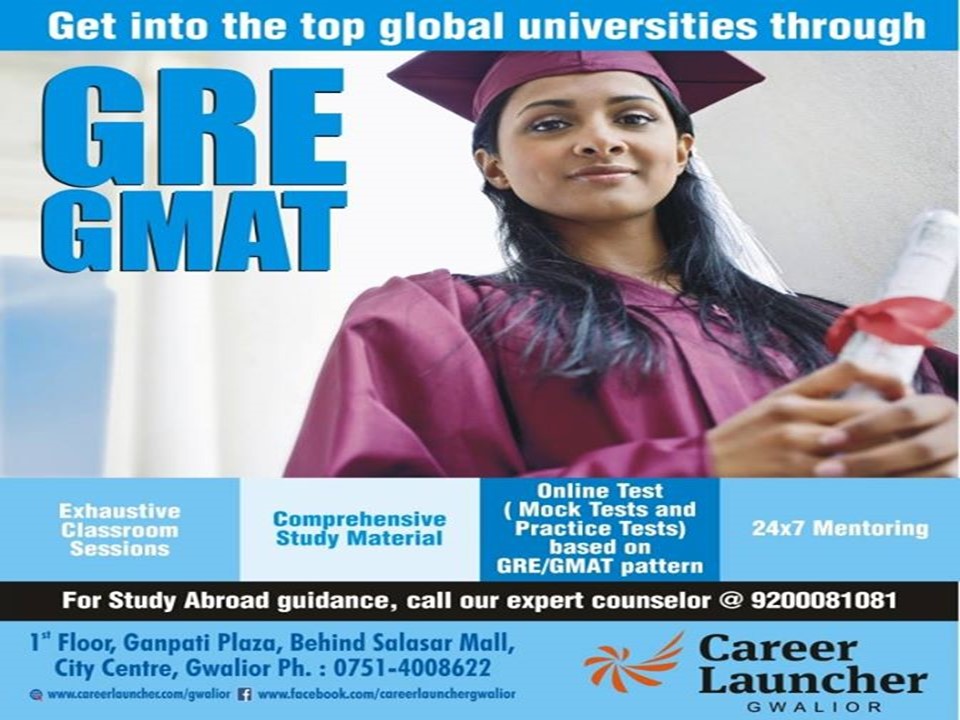 Get into the top global universities through
GRE
GMAT
Exhaustive
Classroom
Sessions
Comprehensive
Study Material
Online Test
( Mock Tests and
Practice Tests)
based on
GRE/GMAT pattern
24x7 Mentoring
For Study Abroad guidance, call our expert counselor @ 9200081081
1st Floor, Ganpati Plaza, Behind Salasar Mall,
City Centre, Gwalior Ph. : 0751-4008622
www.careerlauncher.com/gwalior f www.facebook.com/careerlaunchergwalior
Career
Launcher
GWALIOR